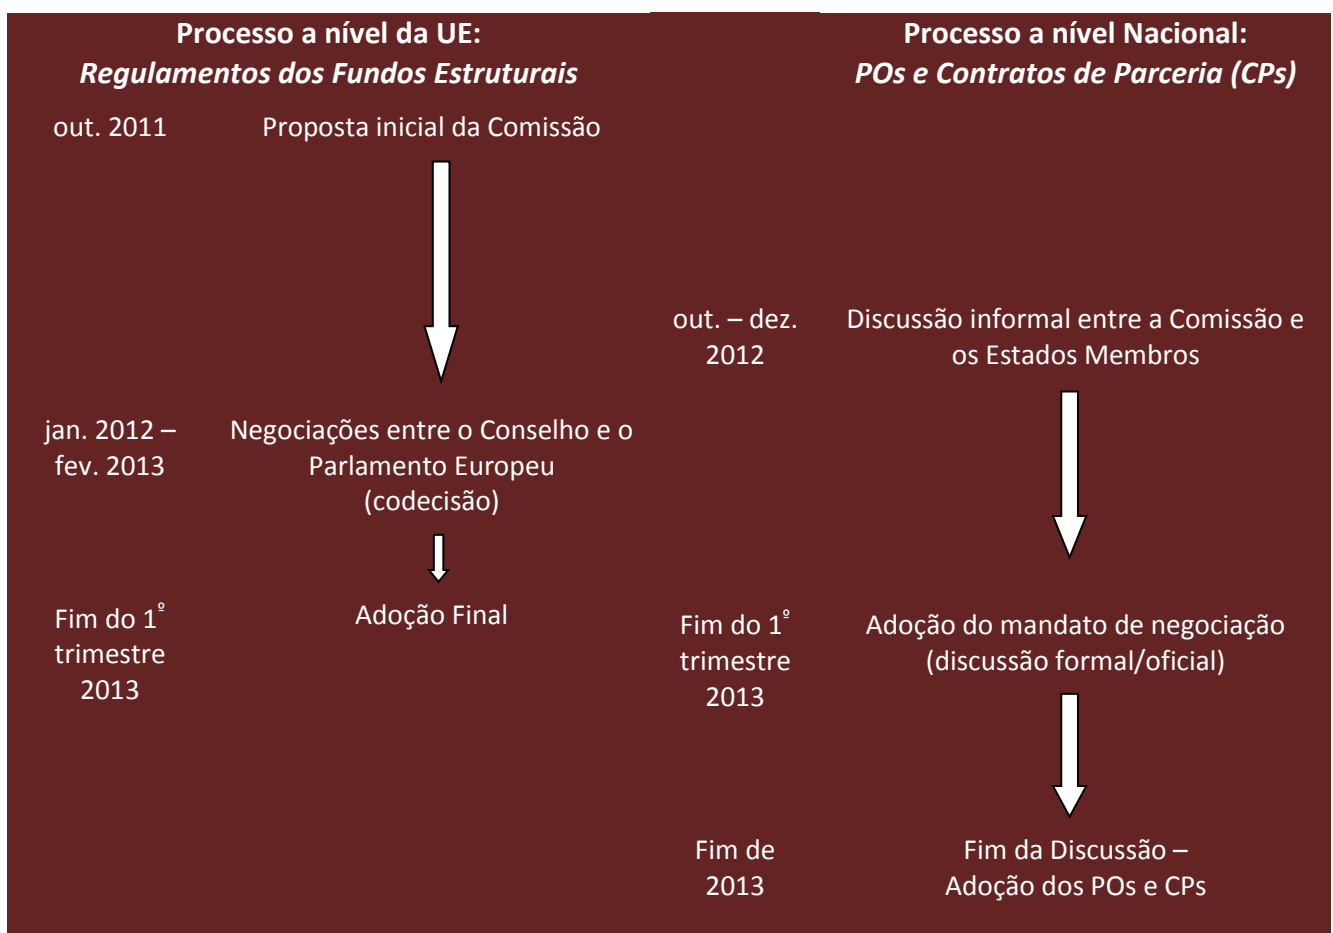 Processo a nível da UE:
Regulamentos dos Fundos Estruturais
out. 2011
Proposta inicial da Comissão
jan. 2012 –
fev. 2013
Negociações entre o Conselho e o
Parlamento Europeu
(codecisão)
Fim do 1º
trimestre
2013
Adoção Final
Processo a nível Nacional:
POs e Contratos de Parceria (CPs)
out. – dez.
2012
Discussão informal entre a Comissão e
os Estados Membros
Fim do 1º
trimestre
2013
Adoção do mandato de negociação
(discussão formal/oficial)
Fim de
2013
Fim da Discussão –
Adoção dos POs e CPs